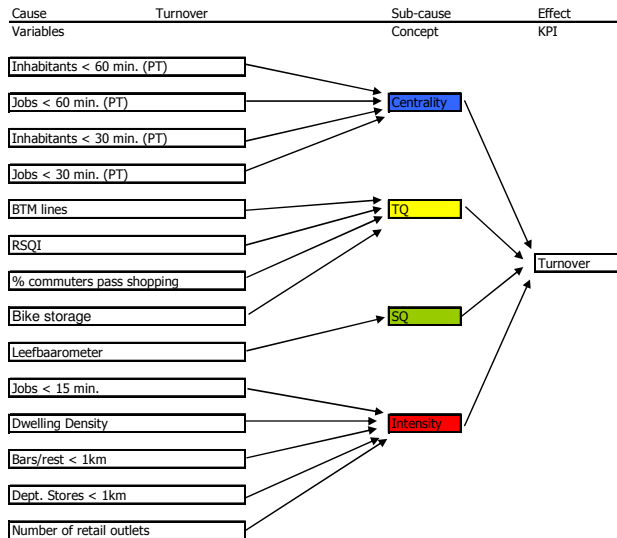 Cause Turnover Sub-cause Effect
Variables Concept KPI
Inhabitants < 60 min. (PT)
Jobs < 60 min. (PT) Centrality
Inhabitants < 30 min. (PT)
Jobs < 30 min. (PT)
BTM lines TQ
RSQI
Turnover
% commuters pass shopping
Bike storage SQ
Leefbaarometer
Jobs < 15 min.
Dwelling Density Intensity
Bars/rest < 1km
Dept. Stores < 1km
Number of retail outlets